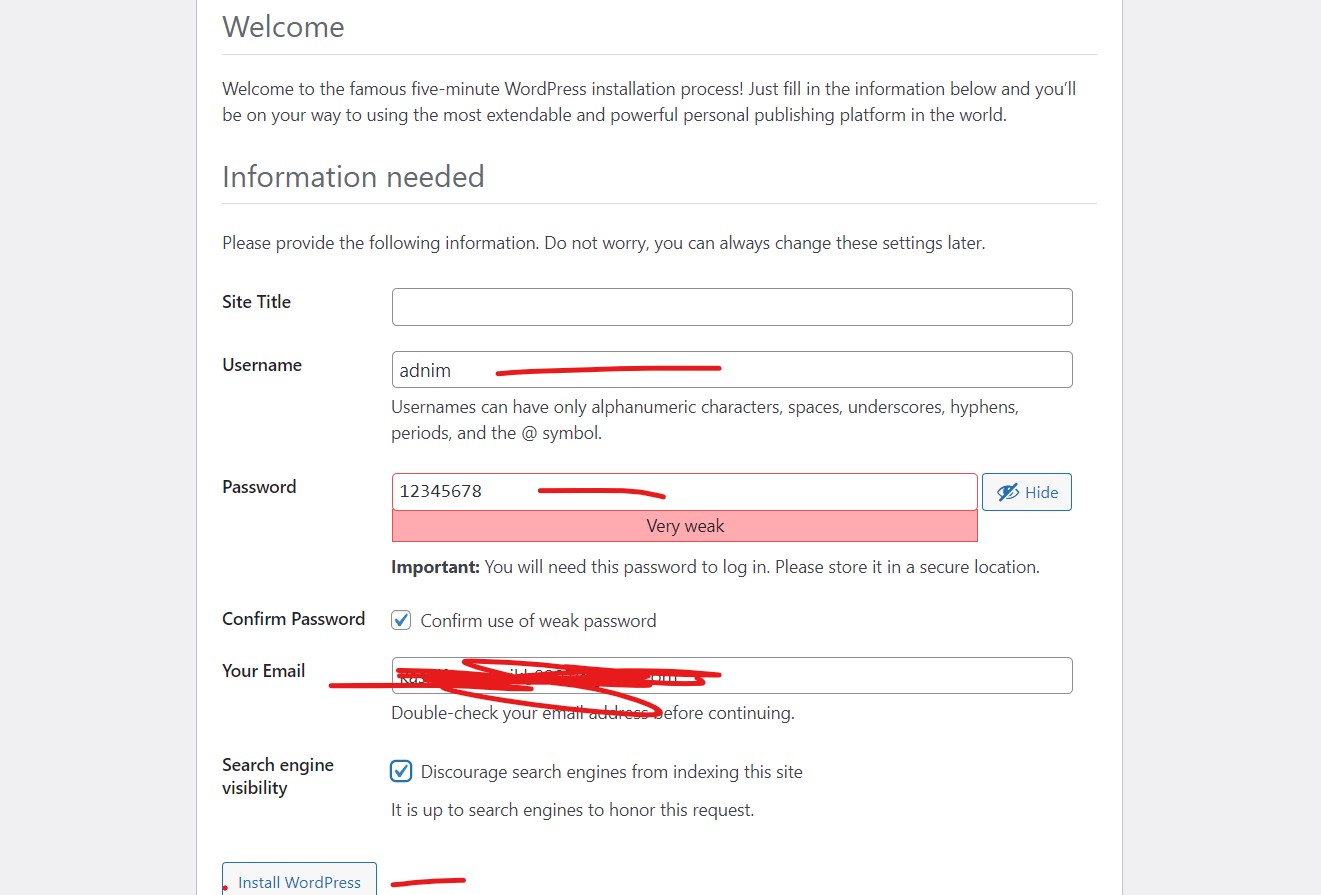 Welcome
Welcome to the famous five-minute WordPress installation process! Just fill in the information below and you'll
be on your way to using the most extendable and powerful personal publishing platform in the world.
Information needed
Please provide the following information. Do not worry, you can always change these settings later.
Site Title
Username
adnim
Usernames can have only alphanumeric characters, spaces, underscores, hyphens,
periods, and the @ symbol.
Password
12345678
Hide
Very weak
Important: You will need this password to log in. Please store it in a secure location.
Confirm Password
Confirm use of weak password
Your Email
Double-check your email address before continuing.
Search engine
visibility
Discourage search engines from indexing this site
It is up to search engines to honor this request.
Install WordPress